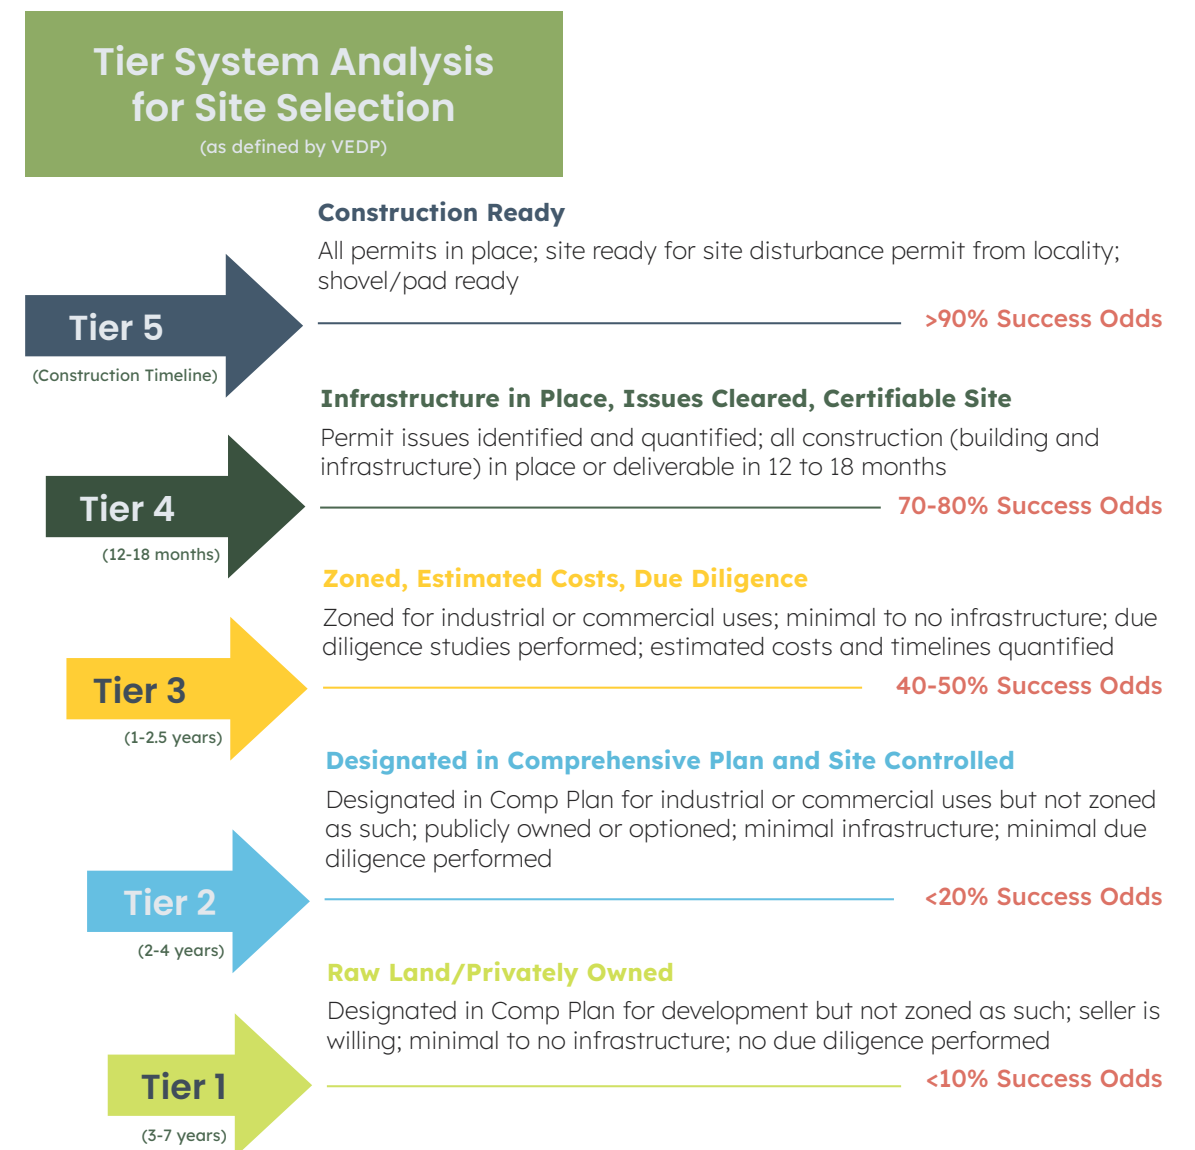 Tier System Analysis
for Site Selection
(as defined by VEDP)
Construction Ready
All permits in place; site ready for site disturbance permit from locality;
shovel/pad ready
Tier 5
>90% Success Odds
(Construction Timeline)
Infrastructure in Place, Issues Cleared, Certifiable Site
Permit issues identified and quantified; all construction (building and
infrastructure) in place or deliverable in 12 to 18 months
Tier 4
70-80% Success Odds
(12-18 months)
Zoned, Estimated Costs, Due Diligence
Zoned for industrial or commercial uses; minimal to no infrastructure; due
diligence studies performed; estimated costs and timelines quantified
Tier 3
40-50% Success Odds
(1-2.5 years)
Designated in Comprehensive Plan and Site Controlled
Designated in Comp Plan for industrial or commercial uses but not zoned
as such; publicly owned or optioned; minimal infrastructure; minimal due
diligence performed
Tier 2
<20% Success Odds
(2-4 years)
Raw Land/Privately Owned
Designated in Comp Plan for development but not zoned as such; seller is
willing; minimal to no infrastructure; no due diligence performed
Tier 1
<10% Success Odds
(3-7 years)